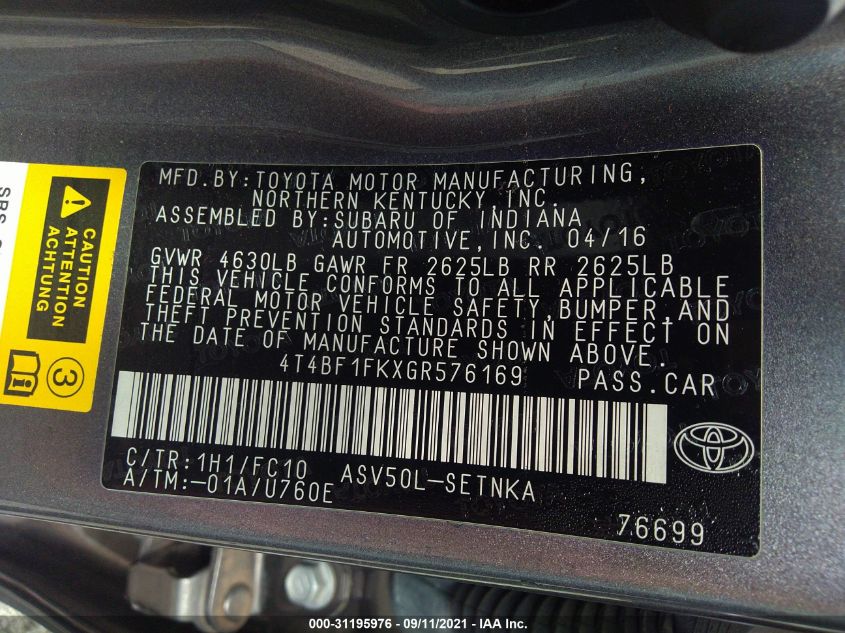 MFD.BY:TOYOTA MOTOR MANUFACTURING,
NORTHERN KENTUCKY,INC.
ASSEMBLED BY:SUBARU OF INDIANA
AUTOMOTIVE,INC. 04/16
GVWR 4630LB GAWR FR 2625LB RR 2625LB
THIS VEHICLE CONFORMS TO ALL APPLICABLE
FEDERAL MOTOR VEHICLE SAFETY,BUMPER,AND
THEFT PREVENTION STANDARDS IN EFFECT ON
THE DATE OF MANUFACTURE SHOWN ABOVE.
4T4BF1FKXGR576169 PASS.CAR
C/TR:1H1/FC10 ASV50L-SETNKA
A/TM:-01A/U760E
76699
CAUTION
ATTENTION
ACHTUNG
3
SRS
000-31195976 - 09/11/2021 - IAA Inc.